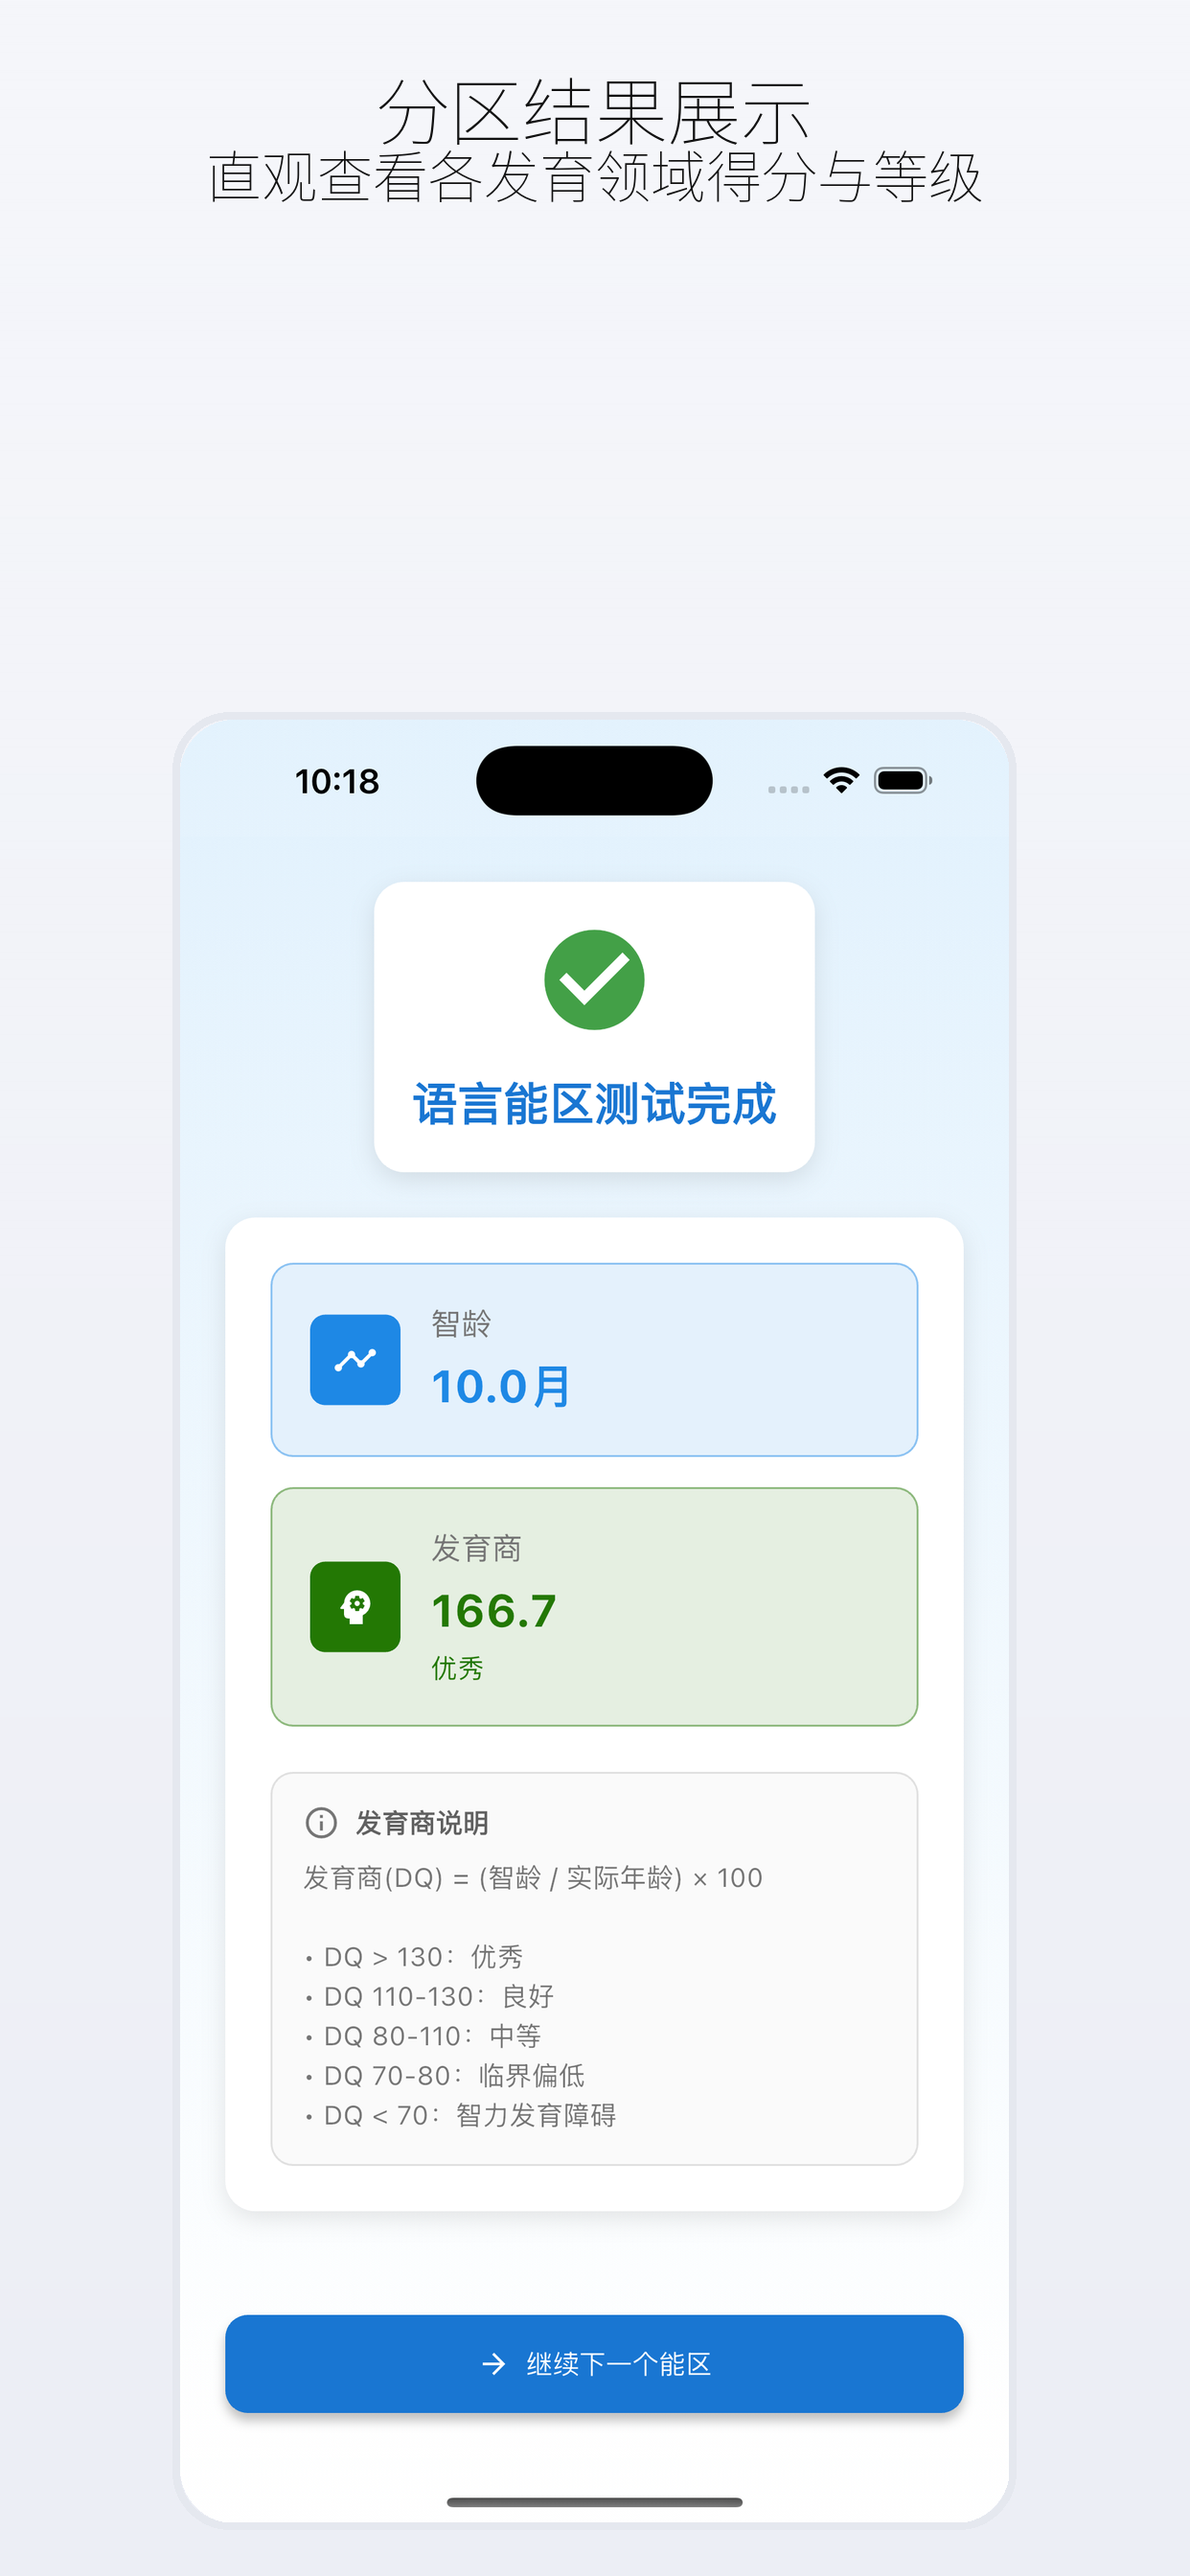 分区结果展示
直观查看各发育领域得分与等级
10:18
语言能区测试完成
智龄
10.0月
发育商
166.7
优秀
发育商说明
发育商(DQ) = (智龄 / 实际年龄) × 100
• DQ > 130：优秀
• DQ 110-130：良好
• DQ 80-110：中等
• DQ 70-80：临界偏低
• DQ < 70：智力发育障碍
→ 继续下一个能区